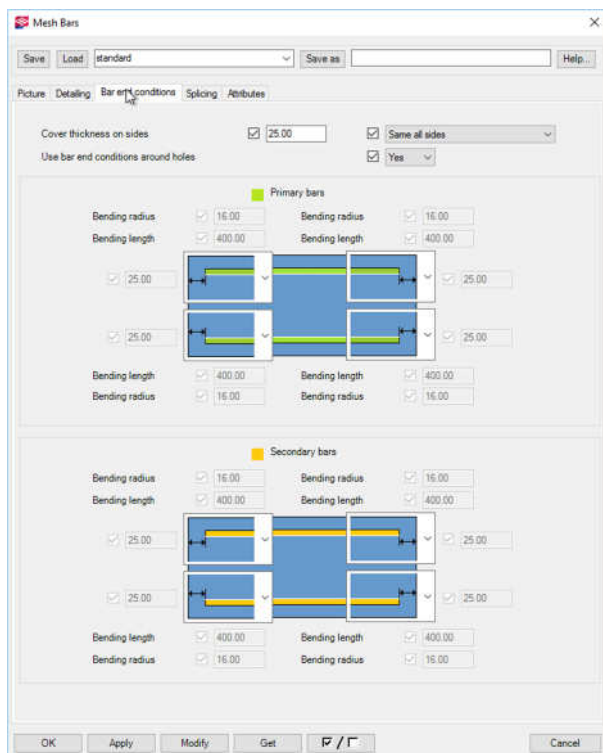 Mesh Bars
Save Load standard Save as Help...
Picture Detailing Bar end conditions Splicing Attributes
Cover thickness on sides 25.00 Same all sides
Use bar end conditions around holes Yes
Primary bars
Bending radius 16.00 Bending radius 16.00
Bending length 400.00 Bending length 400.00
25.00 25.00
25.00 25.00
Bending length 400.00 Bending length 400.00
Bending radius 16.00 Bending radius 16.00
Secondary bars
Bending radius 16.00 Bending radius 16.00
Bending length 400.00 Bending length 400.00
25.00 25.00
25.00 25.00
Bending length 400.00 Bending length 400.00
Bending radius 16.00 Bending radius 16.00
OK Apply Modify Get / Cancel